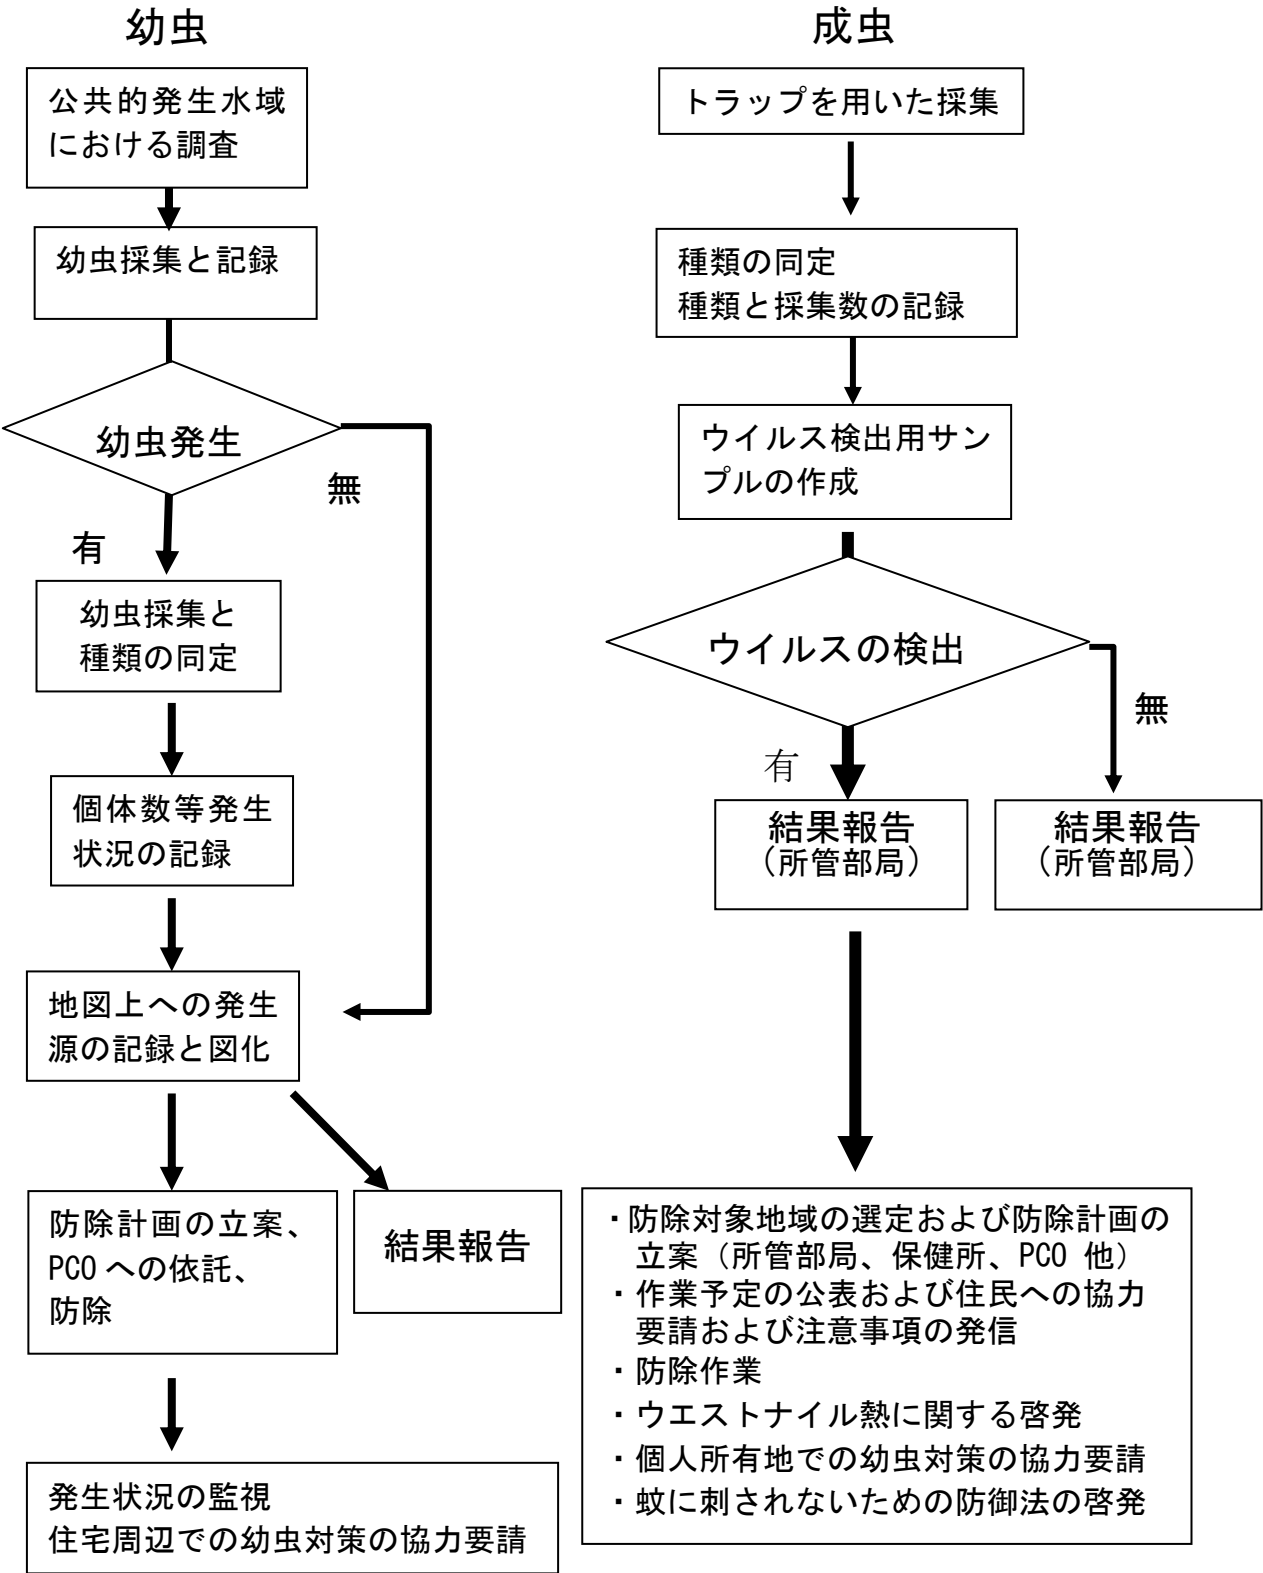 幼虫
公共的発生水域
における調査
幼虫採集と記録
幼虫発生
無
有
幼虫採集と
種類の同定
個体数等発生
状況の記録
地図上への発生
源の記録と図化
防除計画の立案、
PCOへの依託、
防除
結果報告
発生状況の監視
住宅周辺での幼虫対策の協力要請
成虫
トラップを用いた採集
種類の同定
種類と採集数の記録
ウイルス検出用サン
プルの作成
ウイルスの検出
無
有
結果報告
（所管部局）
結果報告
（所管部局）
・防除対象地域の選定および防除計画の
立案（所管部局、保健所、PCO 他）
・作業予定の公表および住民への協力
要請および注意事項の発信
・防除作業
・ウエストナイル熱に関する啓発
・個人所有地での幼虫対策の協力要請
・蚊に刺されないための防御法の啓発